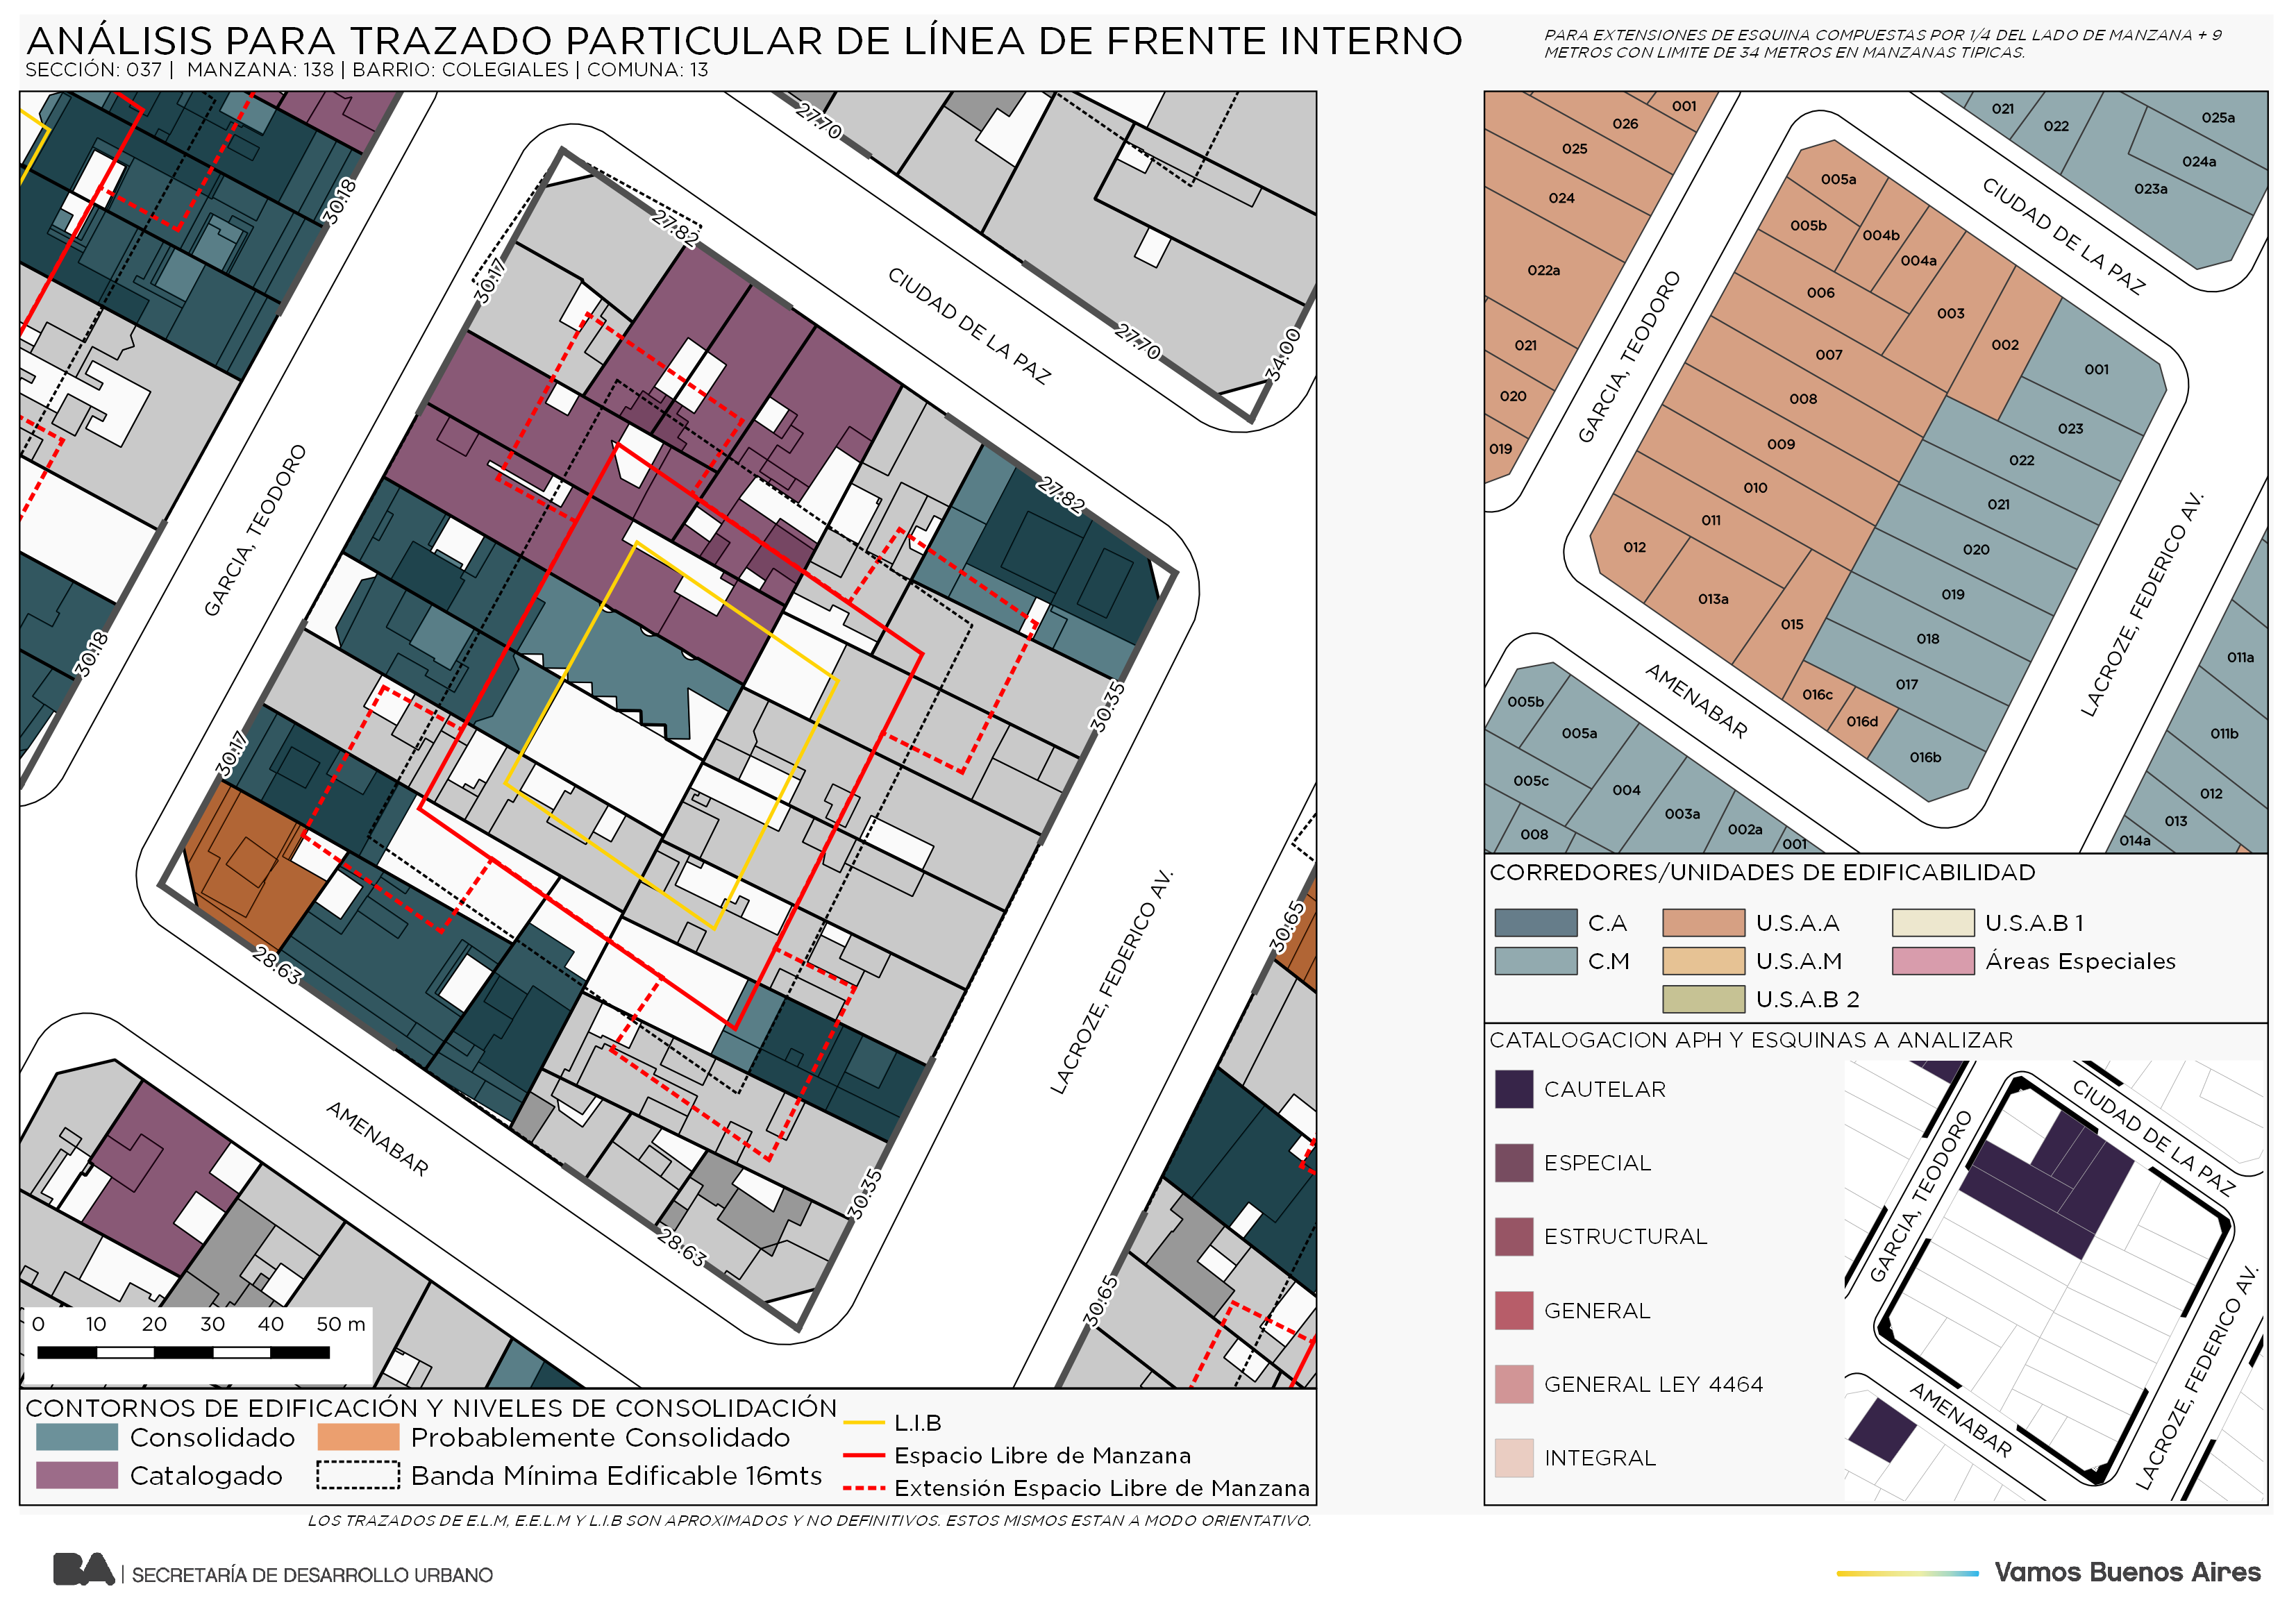 ANÁLISIS PARA TRAZADO PARTICULAR DE LÍNEA DE FRENTE INTERNO
SECCIÓN: 037 | MANZANA: 138 | BARRIO: COLEGIALES | COMUNA: 13
PARA EXTENSIONES DE ESQUINA COMPUESTAS POR 1/4 DEL LADO DE MANZANA + 9
METROS CON LIMITE DE 34 METROS EN MANZANAS TIPICAS.
27.70
30.18
27.82
30.17
CIUDAD DE LA PAZ
27.70
34.00
GARCIA, TEODORO
27.82
30.18
30.35
30.17
LACROZE, FEDERICO AV.
28.63
30.65
AMENABAR
30.35
28.63
30.65
0 10 20 30 40 50 m
CONTORNOS DE EDIFICACIÓN Y NIVELES DE CONSOLIDACIÓN
Consolidado
Probablemente Consolidado
Catalogado
Banda Mínima Edificable 16mts
L.I.B
Espacio Libre de Manzana
Extensión Espacio Libre de Manzana
LOS TRAZADOS DE E.L.M, E.E.L.M Y L.I.B SON APROXIMADOS Y NO DEFINITIVOS. ESTOS MISMOS ESTAN A MODO ORIENTATIVO.
001
026
025
024
022a
021
020
019
021
022
025a
024a
023a
CIUDAD DE LA PAZ
GARCIA, TEODORO
005a
005b
004b
004a
006
003
002
001
007
008
023
009
022
010
021
011
020
012
019
013a
015
018
017
016c
016d
016b
LACROZE, FEDERICO AV.
AMENABAR
005b
005a
005c
004
003a
008
002a
001
011a
011b
012
013
014a
CORREDORES/UNIDADES DE EDIFICABILIDAD
C.A
U.S.A.A
U.S.A.B 1
C.M
U.S.A.M
Áreas Especiales
U.S.A.B 2
CATALOGACION APH Y ESQUINAS A ANALIZAR
CAUTELAR
ESPECIAL
ESTRUCTURAL
GENERAL
GENERAL LEY 4464
INTEGRAL
CIUDAD DE LA PAZ
GARCIA, TEODORO
AMENABAR
LACROZE, FEDERICO AV.
BA | SECRETARÍA DE DESARROLLO URBANO
Vamos Buenos Aires